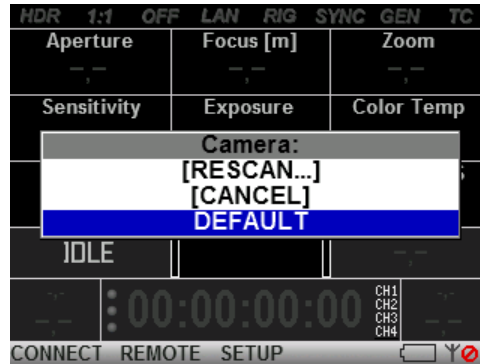 HDR 1:1 OFF LAN RIG SYNC GEN TC
Aperture Focus [m] Zoom
-,- -,- -,-
Sensitivity Exposure Color Temp
Camera:
[RESCAN...]
[CANCEL]
DEFAULT
IDLE -,-
-,- 00:00:00:00 CH1 -,-
CH2
-,- CH3 -,-
CH4
CONNECT REMOTE SETUP